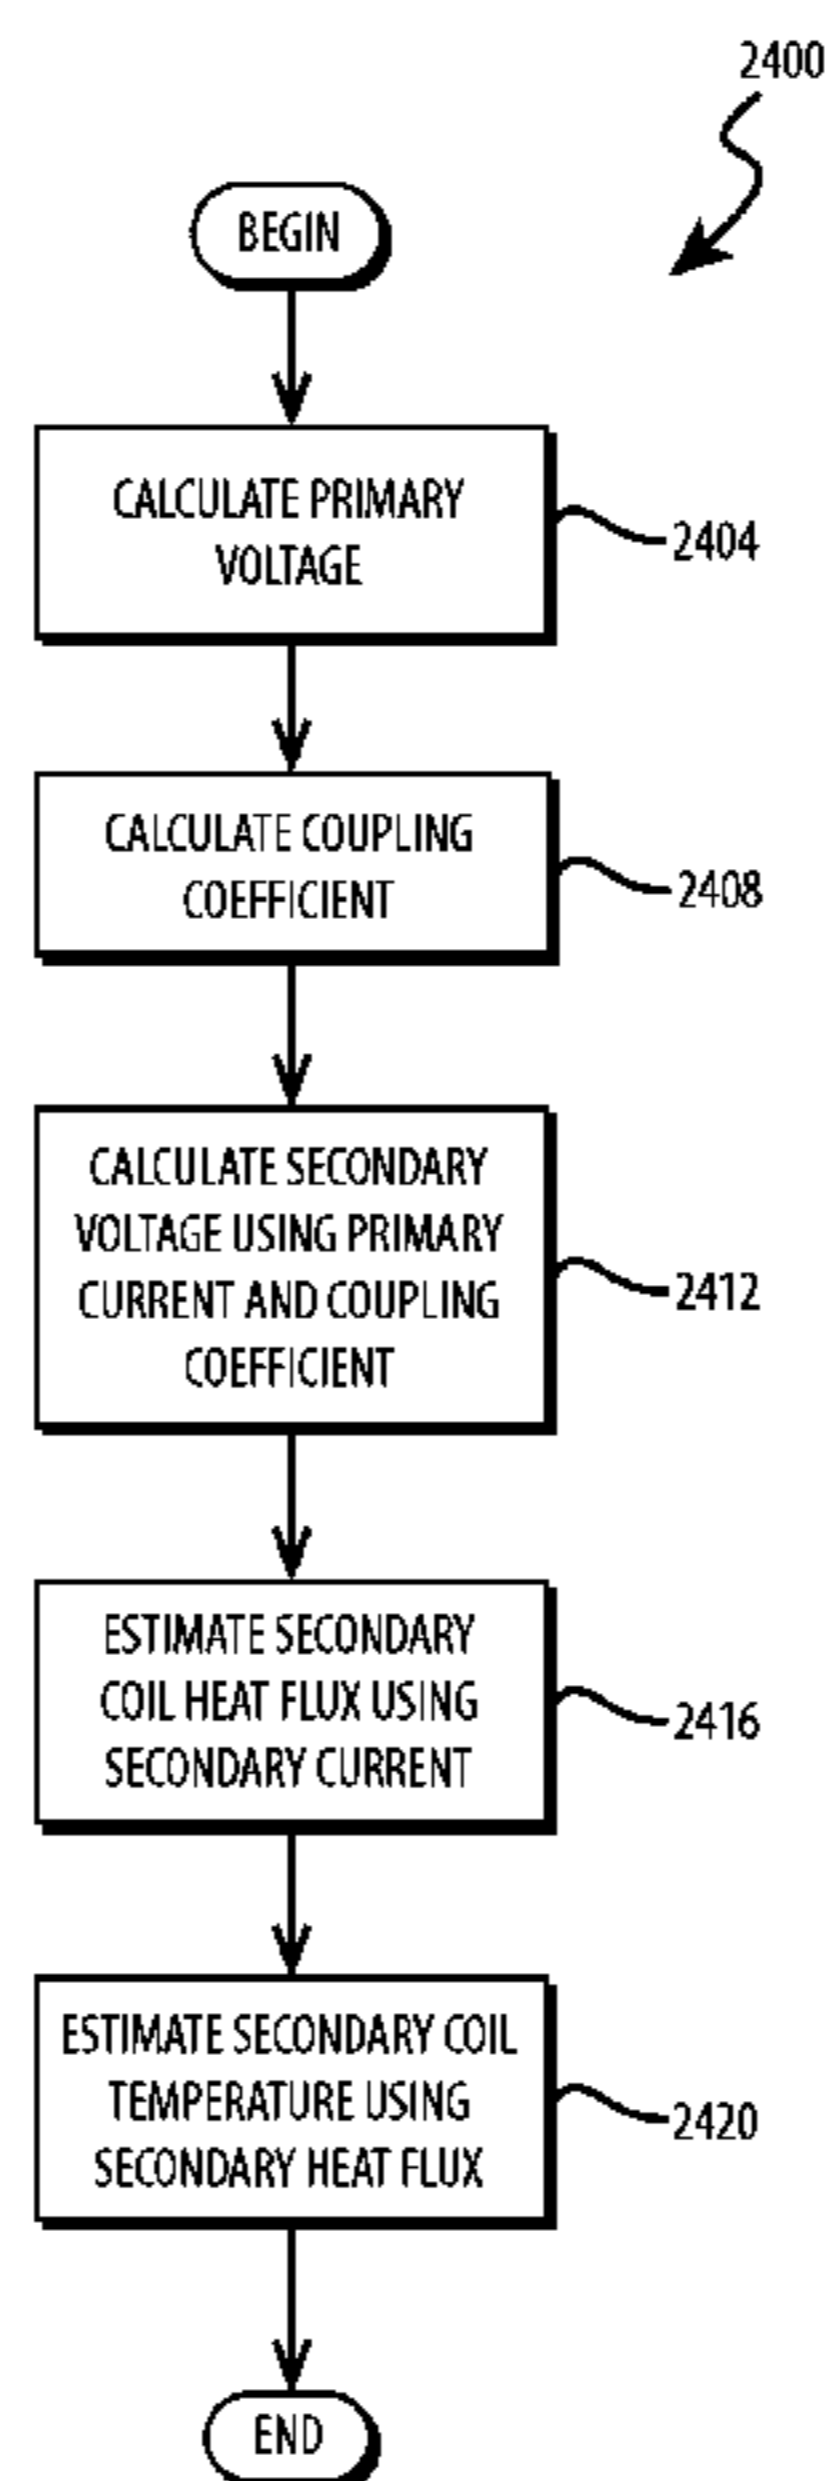 2400
BEGIN
CALCULATE PRIMARY
VOLTAGE
2404
CALCULATE COUPLING
COEFFICIENT
2408
CALCULATE SECONDARY
VOLTAGE USING PRIMARY
CURRENT AND COUPLING
COEFFICIENT
2412
ESTIMATE SECONDARY
COIL HEAT FLUX USING
SECONDARY CURRENT
2416
ESTIMATE SECONDARY COIL
TEMPERATURE USING
SECONDARY HEAT FLUX
2420
END